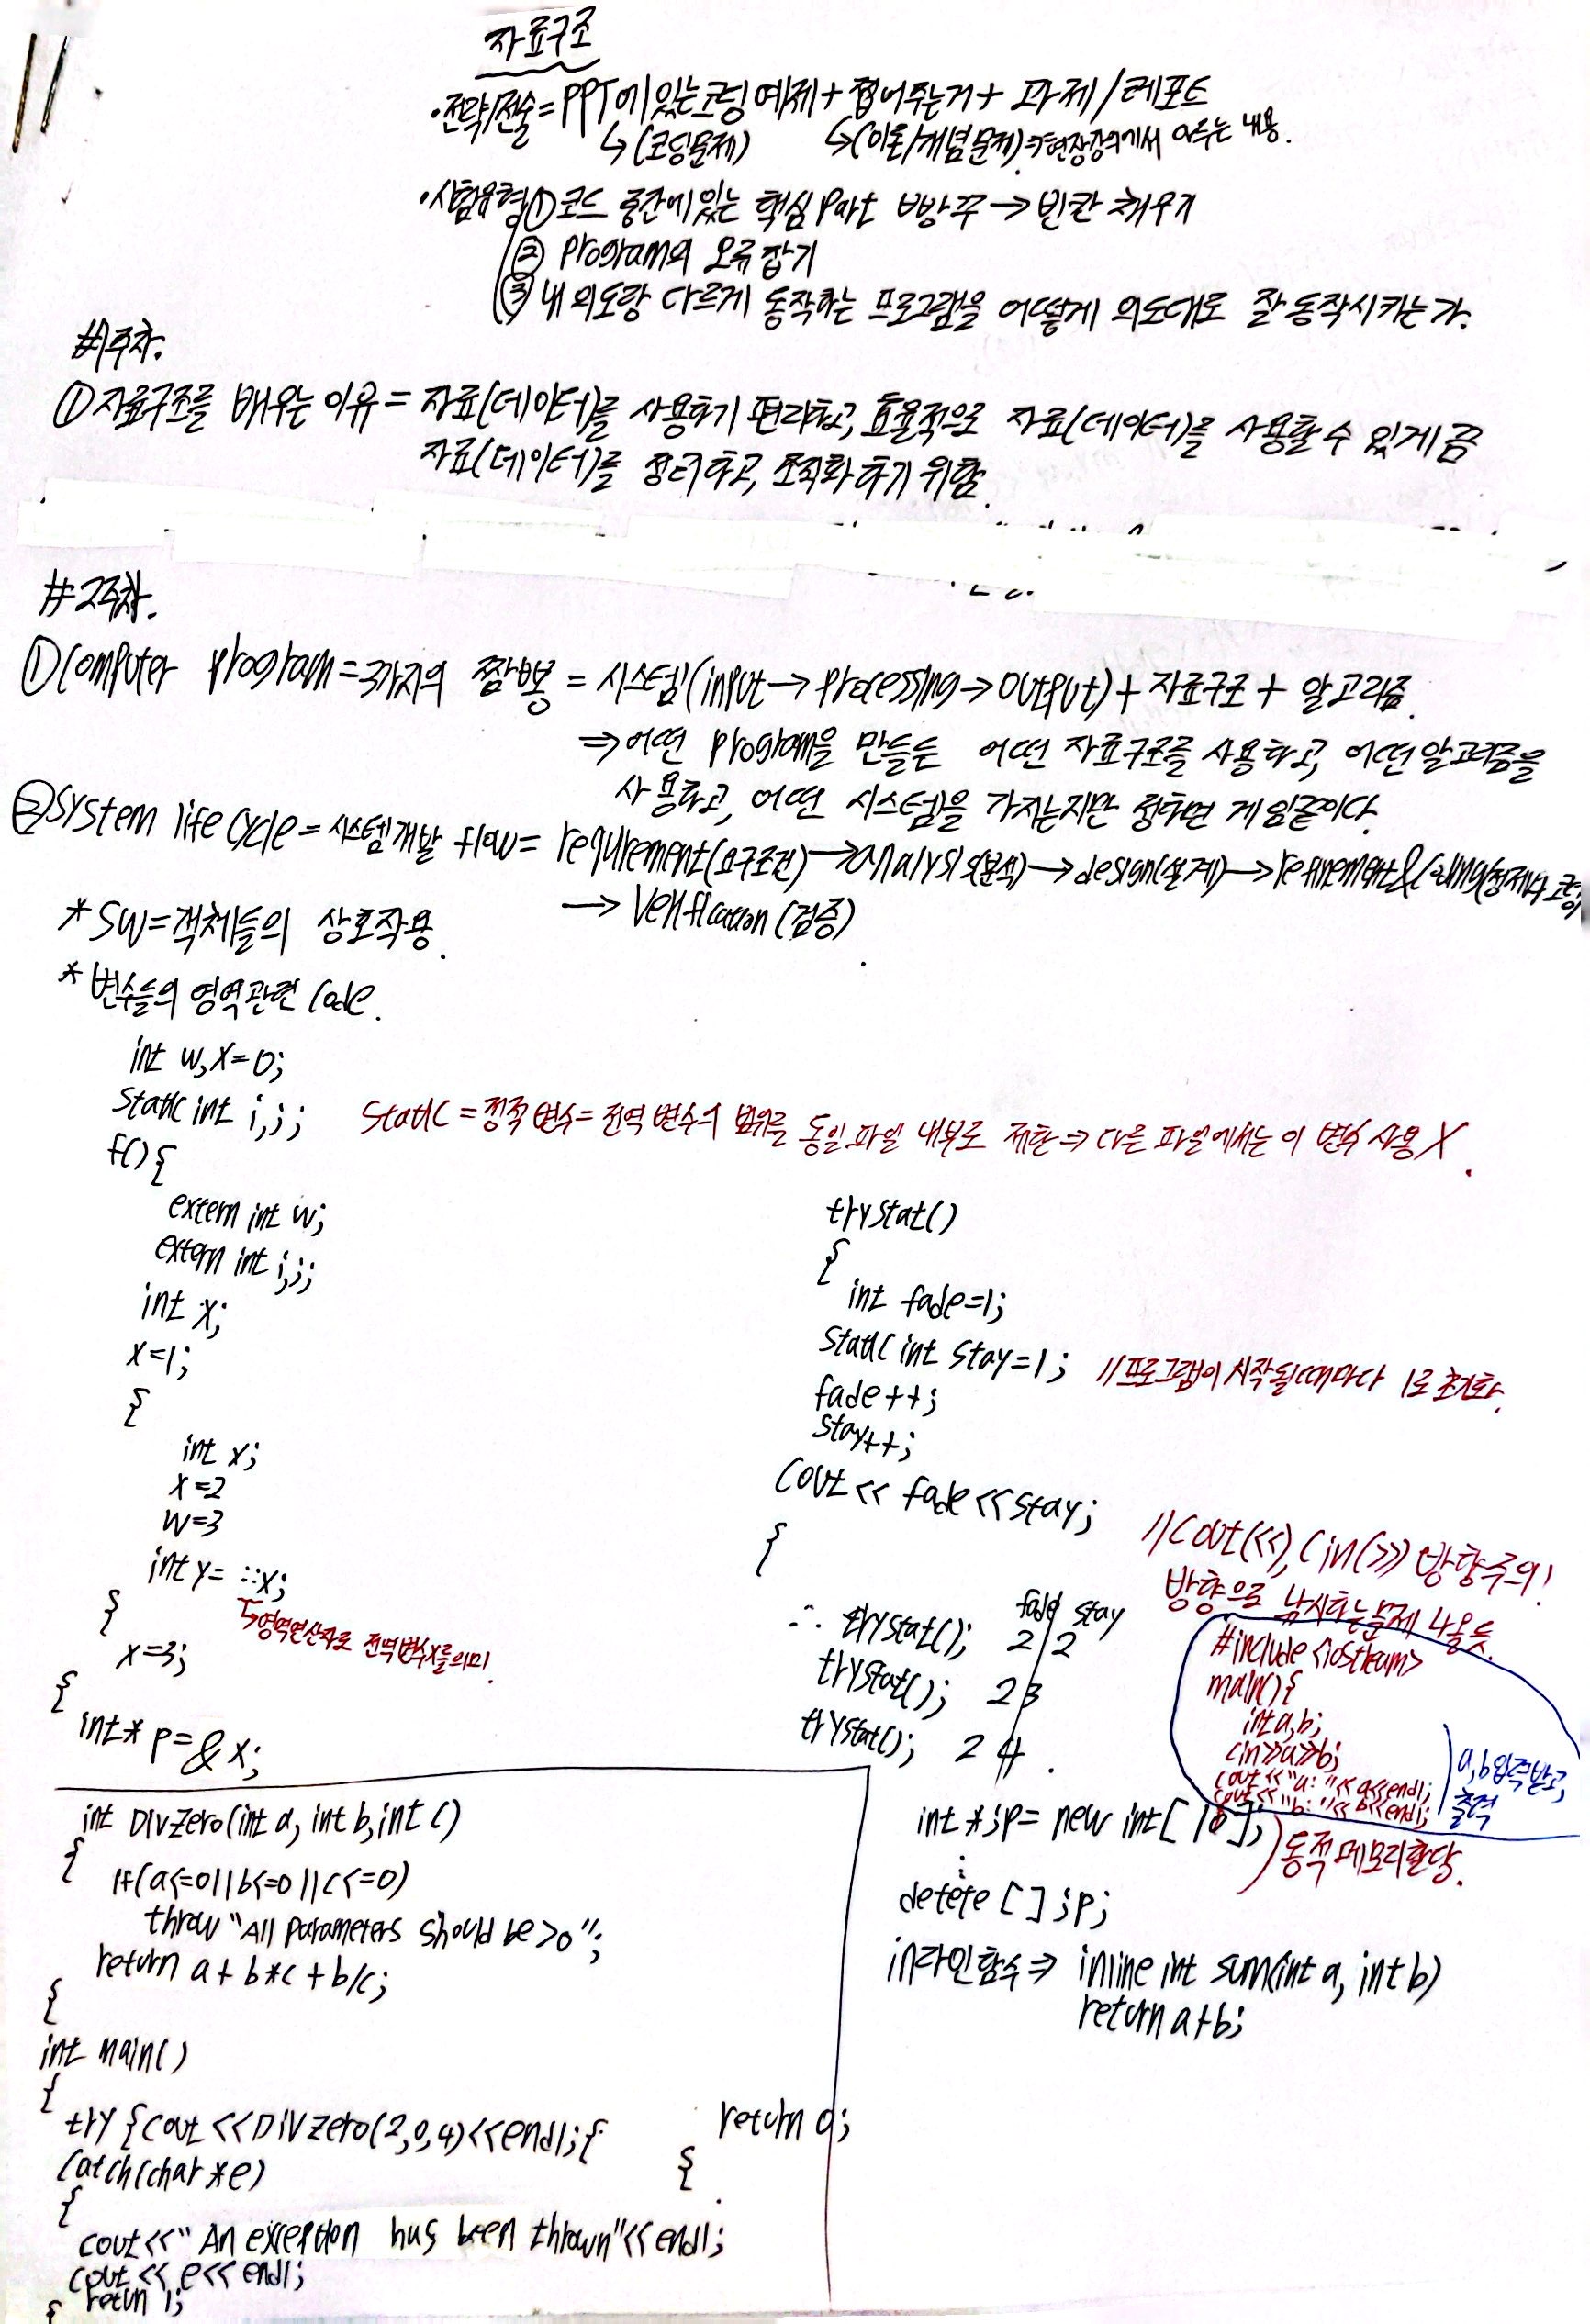 자료구조
·전략/전술=PPT에 있는 코딩 예제+ 찝어주는거+ 과제/레포트
↳(코딩문제) ↳(이론/개념문제)⇒현장강의에서 여쭈는 내용.
·시험유형①코드 중간에 있는 핵심 Part 빵꾸→빈칸 채우기
② program의 오류 잡기
③ 내 의도랑 다르게 동작하는 프로그램을 어떻게 의도대로 잘 동작시키는가.
#1주차.
①자료구조를 배우는 이유= 자료(데이터)를 사용하기 편리하고, 효율적으로 자료(데이터)를 사용할 수 있게끔
자료(데이터)를 정리하고, 조직화 하기 위함.
#2주차.
①Computer program=3가지의 짬뽕 = 시스템(input→processing→output)+ 자료구조 + 알고리즘.
⇒어떤 program을 만들든 어떤 자료구조를 사용하고, 어떤 알고리즘을
사용하고, 어떤 시스템을 가지는지만 정하면 게임끝이다.
②System life Cycle=시스템개발 flow= requirement(요구조건)→analysis(분석)→design(설계)→refinement&Coding(정제와 코딩)
→ Verification (검증)
*SW=객체들의 상호작용.
*변수들의 영역관련 Code.
int w,x=0;
static int i,j; static =정적 변수= 전역 변수의 범위를 동일 파일 내부로 제한⇒ 다른 파일에서는 이 변수 사용X.
f(){
extern int w;
extern int i,j;
int x;
x=1;
{
int x;
x=2
w=3
int y= ::x;
↳영역연산자로 전역변수x를의미.
{
x=3;
{
int* p=&x;
trystat()
{
int fade=1;
static int stay=1; //프로그램이 시작될때마다 1로 초기화.
fade++;
stay++;
Cout<< fade<<stay;
{
//Cout(<<),Cin(>>) 방향주의!
방향으로 낚시하는문제 나올듯.
fade stay
∴ trystat(); 2 2
trystat(); 2 3
trystat(); 2 4.
#include <iostream>
main(){
int a,b;
Cin>>a>>b;
cout<<"a: "<<a<<endl;
cout<<"b: "<<b<<endl;
a,b입력받고,
출력
int DivZero(int a, int b,int c)
{
if(a<=0||b<=0||c<=0)
throw "All Parameters should be >0";
return a+b*c+b/c;
{
int main()
{
try {cout <<DivZero(2,0,4)<<endl;{
Catch(char *e)
{
cout<<"An exception has been thrown"<<endl;
cout << e<< endl;
return 1;
{
return 0;
{
int *jp= new int[10];
:
delete [] jp;
동적메모리할당.
in라인함수⇒ inline int sum(int a, int b)
return a+b;